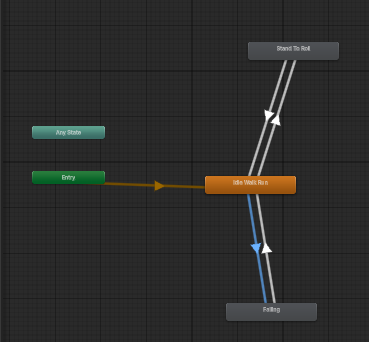 Stand To Roll
Any State
Entry
Idle Walk Run
Falling